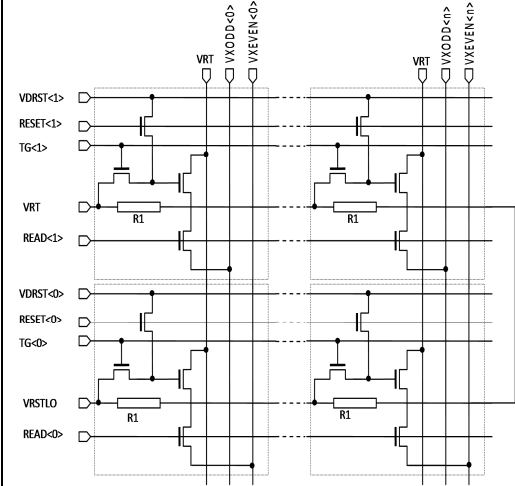 VRT
VXODD<0>
VXEVEN<0>
VRT
VXODD<n>
VXEVEN<n>
VDRST<1>
RESET<1>
TG<1>
VRT
R1
R1
READ<1>
VDRST<0>
RESET<0>
TG<0>
VRSTLO
R1
R1
READ<0>